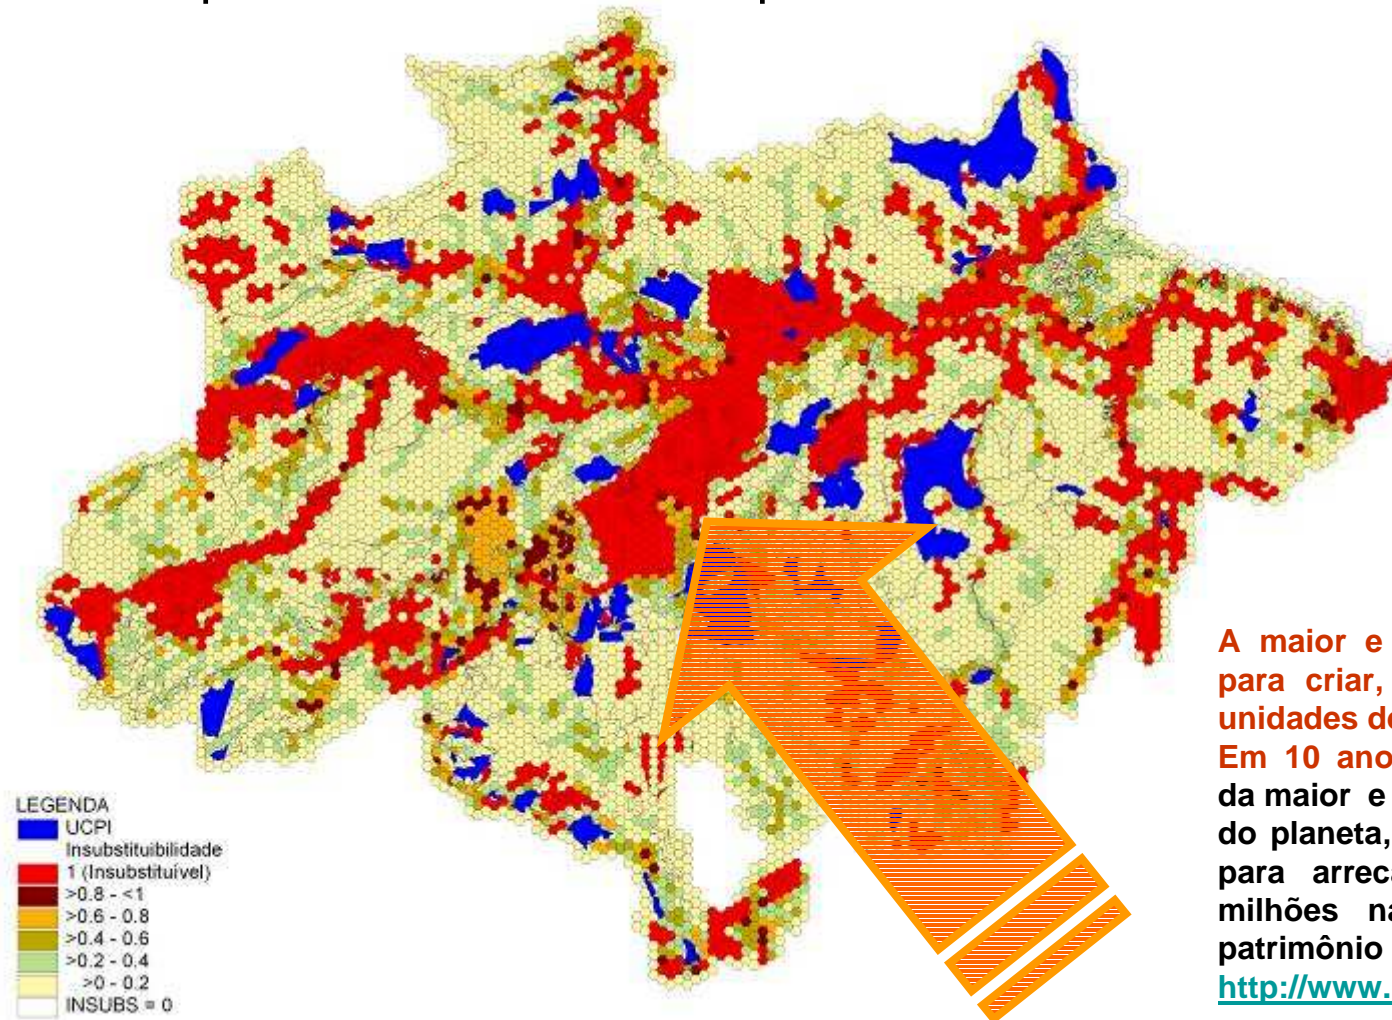 LEGENDA
UCPI
Insubstituibilidade
1 (Insubstituível)
>0.8 - <1
>0.6 - 0.8
>0.4 - 0.6
>0.2 - 0.4
>0 - 0.2
INSUBS = 0
A maior e
para criar,
unidades de
Em 10 ano
da maior e
do planeta,
para arreca
milhões na
patrimônio
http://www.